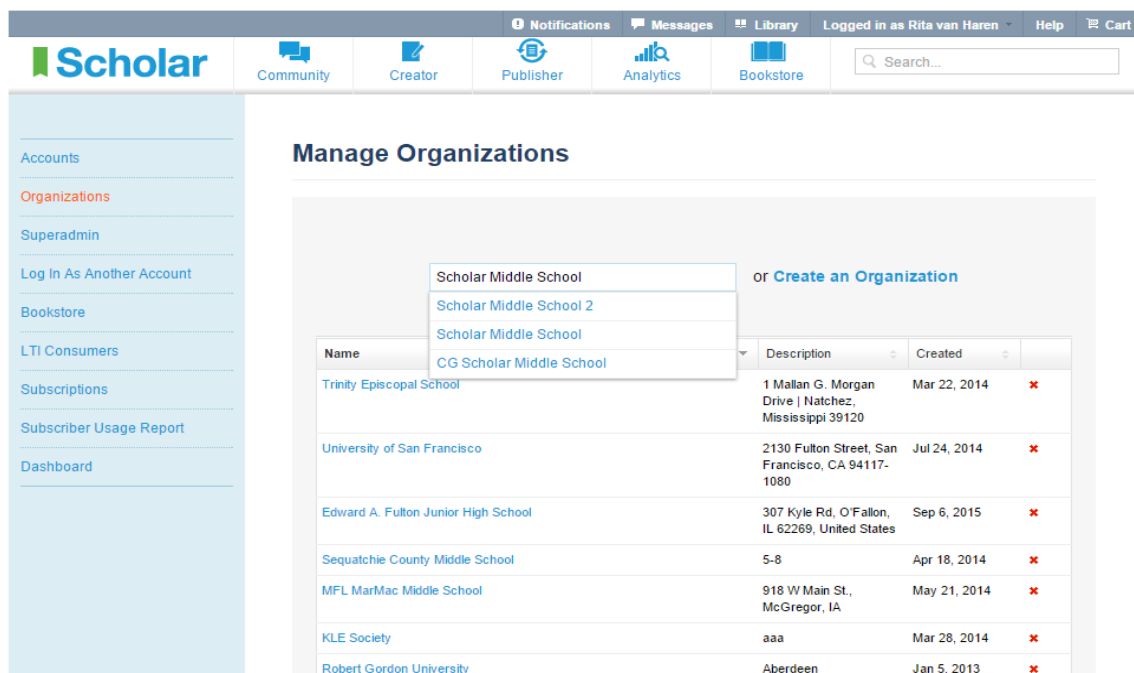 Notifications Messages Library Logged in as Rita van Haren Help Cart
Scholar
Community Creator Publisher Analytics Bookstore
Search...
Accounts
Organizations
Superadmin
Log In As Another Account
Bookstore
LTI Consumers
Subscriptions
Subscriber Usage Report
Dashboard
Manage Organizations
Scholar Middle School or Create an Organization
Scholar Middle School 2
Scholar Middle School
CG Scholar Middle School
Name Description Created
Trinity Episcopal School 1 Mallan G. Morgan Mar 22, 2014
Drive | Natchez,
Mississippi 39120
University of San Francisco 2130 Fulton Street, San Jul 24, 2014
Francisco, CA 94117-
1080
Edward A. Fulton Junior High School 307 Kyle Rd, O'Fallon, Sep 6, 2015
IL 62269, United States
Sequatchie County Middle School 5-8 Apr 18, 2014
MFL MarMac Middle School 918 W Main St., May 21, 2014
McGregor, IA
KLE Society aaa Mar 28, 2014
Robert Gordon University Aberdeen Jan 5, 2013